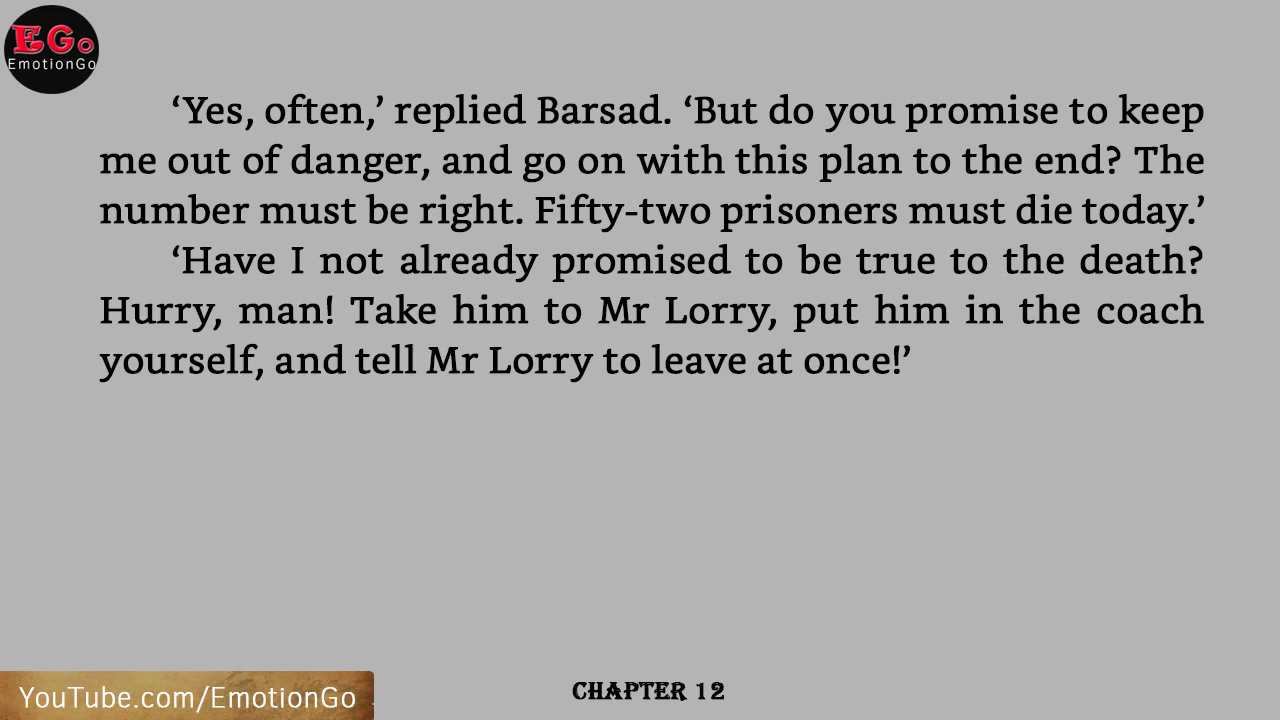 EGo
EmotionGo
‘Yes, often,’ replied Barsad. ‘But do you promise to keep
me out of danger, and go on with this plan to the end? The
number must be right. Fifty-two prisoners must die today.’
‘Have I not already promised to be true to the death?
Hurry, man! Take him to Mr Lorry, put him in the coach
yourself, and tell Mr Lorry to leave at once!’
YouTube.com/EmotionGo
CHAPTER 12